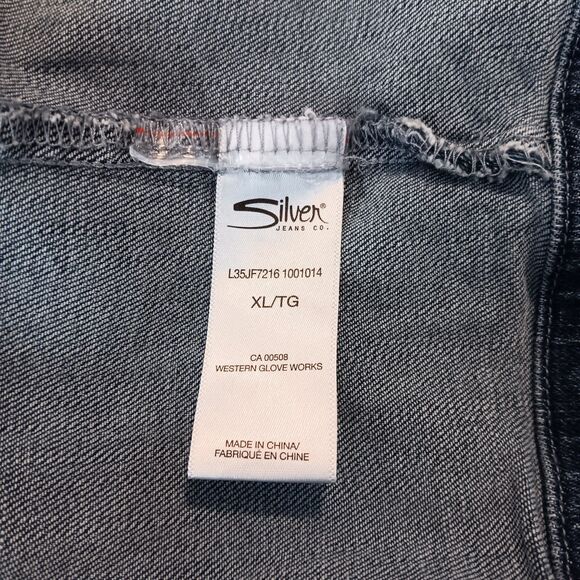 Silver®
JEANS CO.
L35JF7216 1001014
XL/TG
CA 00508
WESTERN GLOVE WORKS
MADE IN CHINA/
FABRIQUÉ EN CHINE